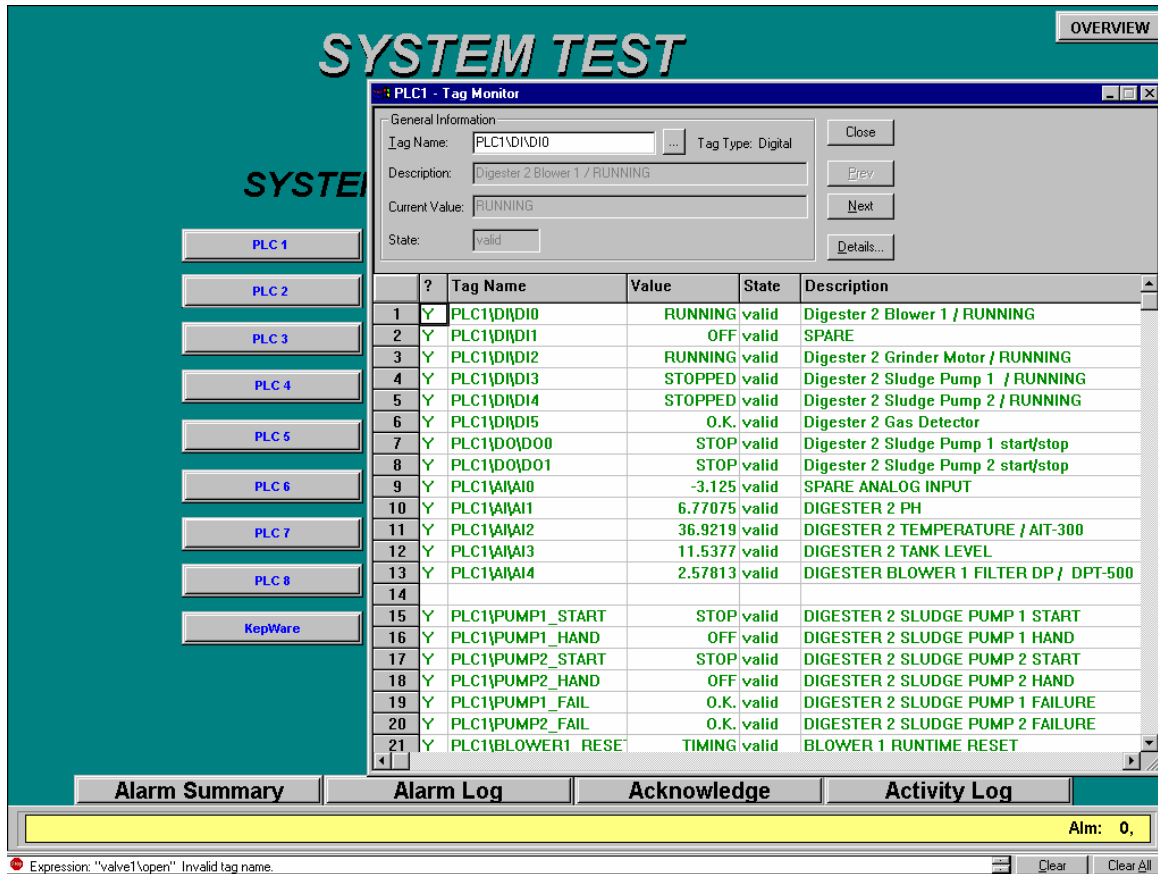 OVERVIEW
SYSTEM TEST
PLC1 - Tag Monitor
General Information
Tag Name: PLC1\DI\DI0 ... Tag Type: Digital
Close
Description: Digester 2 Blower 1 / RUNNING
Prev
Current Value: RUNNING
Next
State: valid
Details...
SYSTE
PLC 1
PLC 2
PLC 3
PLC 4
PLC 5
PLC 6
PLC 7
PLC 8
KepWare
? Tag Name Value State Description
1 Y PLC1\DI\DI0 RUNNING valid Digester 2 Blower 1 / RUNNING
2 Y PLC1\DI\DI1 OFF valid SPARE
3 Y PLC1\DI\DI2 RUNNING valid Digester 2 Grinder Motor / RUNNING
4 Y PLC1\DI\DI3 STOPPED valid Digester 2 Sludge Pump 1 / RUNNING
5 Y PLC1\DI\DI4 STOPPED valid Digester 2 Sludge Pump 2 / RUNNING
6 Y PLC1\DI\DI5 O.K. valid Digester 2 Gas Detector
7 Y PLC1\DO\DO0 STOP valid Digester 2 Sludge Pump 1 start/stop
8 Y PLC1\DO\DO1 STOP valid Digester 2 Sludge Pump 2 start/stop
9 Y PLC1\AI\AI0 -3.125 valid SPARE ANALOG INPUT
10 Y PLC1\AI\AI1 6.77075 valid DIGESTER 2 PH
11 Y PLC1\AI\AI2 36.9219 valid DIGESTER 2 TEMPERATURE / AIT-300
12 Y PLC1\AI\AI3 11.5377 valid DIGESTER 2 TANK LEVEL
13 Y PLC1\AI\AI4 2.57813 valid DIGESTER BLOWER 1 FILTER DP / DPT-500
14
15 Y PLC1\PUMP1_START STOP valid DIGESTER 2 SLUDGE PUMP 1 START
16 Y PLC1\PUMP1_HAND OFF valid DIGESTER 2 SLUDGE PUMP 1 HAND
17 Y PLC1\PUMP2_START STOP valid DIGESTER 2 SLUDGE PUMP 2 START
18 Y PLC1\PUMP2_HAND OFF valid DIGESTER 2 SLUDGE PUMP 2 HAND
19 Y PLC1\PUMP1_FAIL O.K. valid DIGESTER 2 SLUDGE PUMP 1 FAILURE
20 Y PLC1\PUMP2_FAIL O.K. valid DIGESTER 2 SLUDGE PUMP 2 FAILURE
21 Y PLC1\BLOWER1_RESET TIMING valid BLOWER 1 RUNTIME RESET
Alarm Summary Alarm Log Acknowledge Activity Log
Alm: 0,
Expression: "valve1\open" Invalid tag name. Clear Clear All